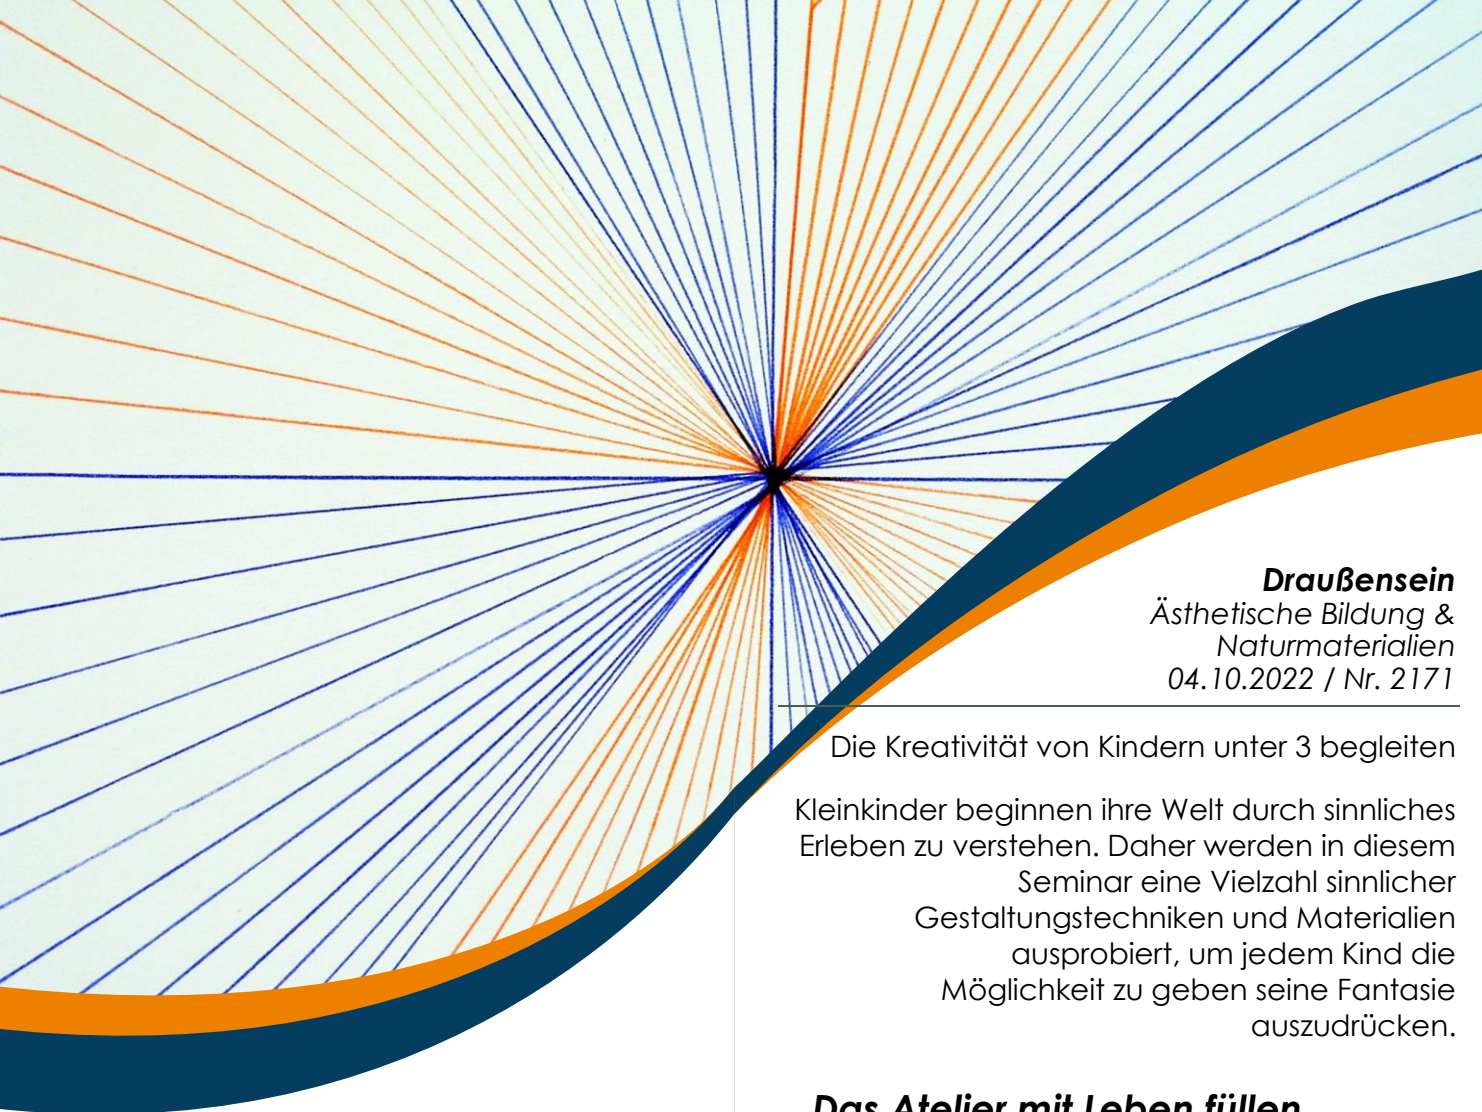 Draußensein
Ästhetische Bildung &
Naturmaterialien
04.10.2022 / Nr. 2171
Die Kreativität von Kindern unter 3 begleiten
Kleinkinder beginnen ihre Welt durch sinnliches
Erleben zu verstehen. Daher werden in diesem
Seminar eine Vielzahl sinnlicher
Gestaltungstechniken und Materialien
ausprobiert, um jedem Kind die
Möglichkeit zu geben seine Fantasie
auszudrücken.
Das Atelier mit Leben füllen